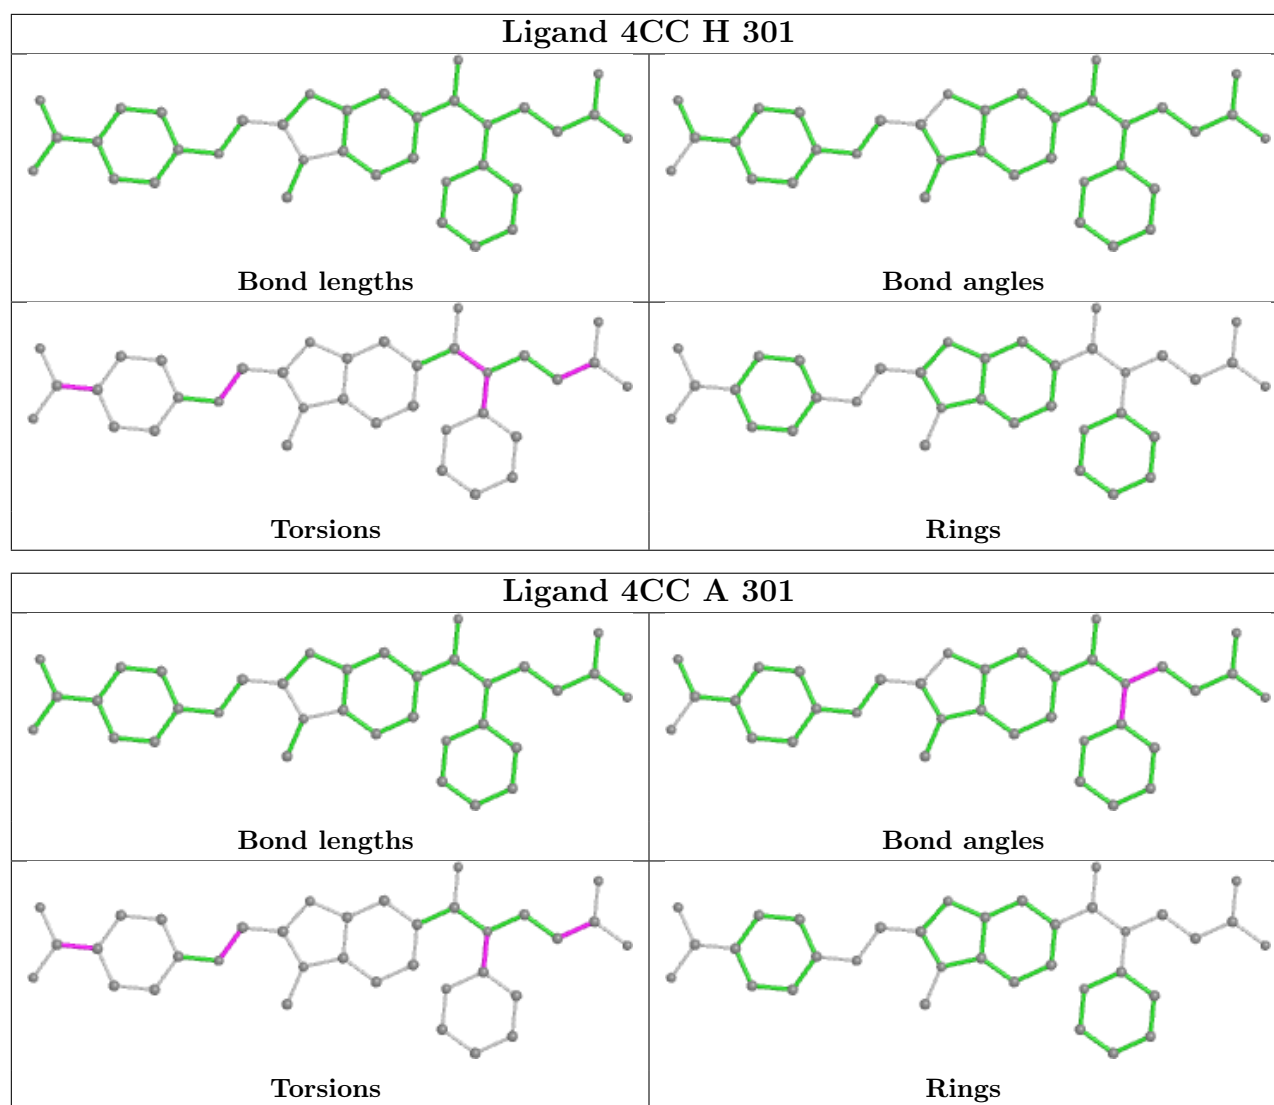 Ligand 4CC H 301
Bond lengths
Bond angles
Torsions
Rings
Ligand 4CC A 301
Bond lengths
Bond angles
Torsions
Rings